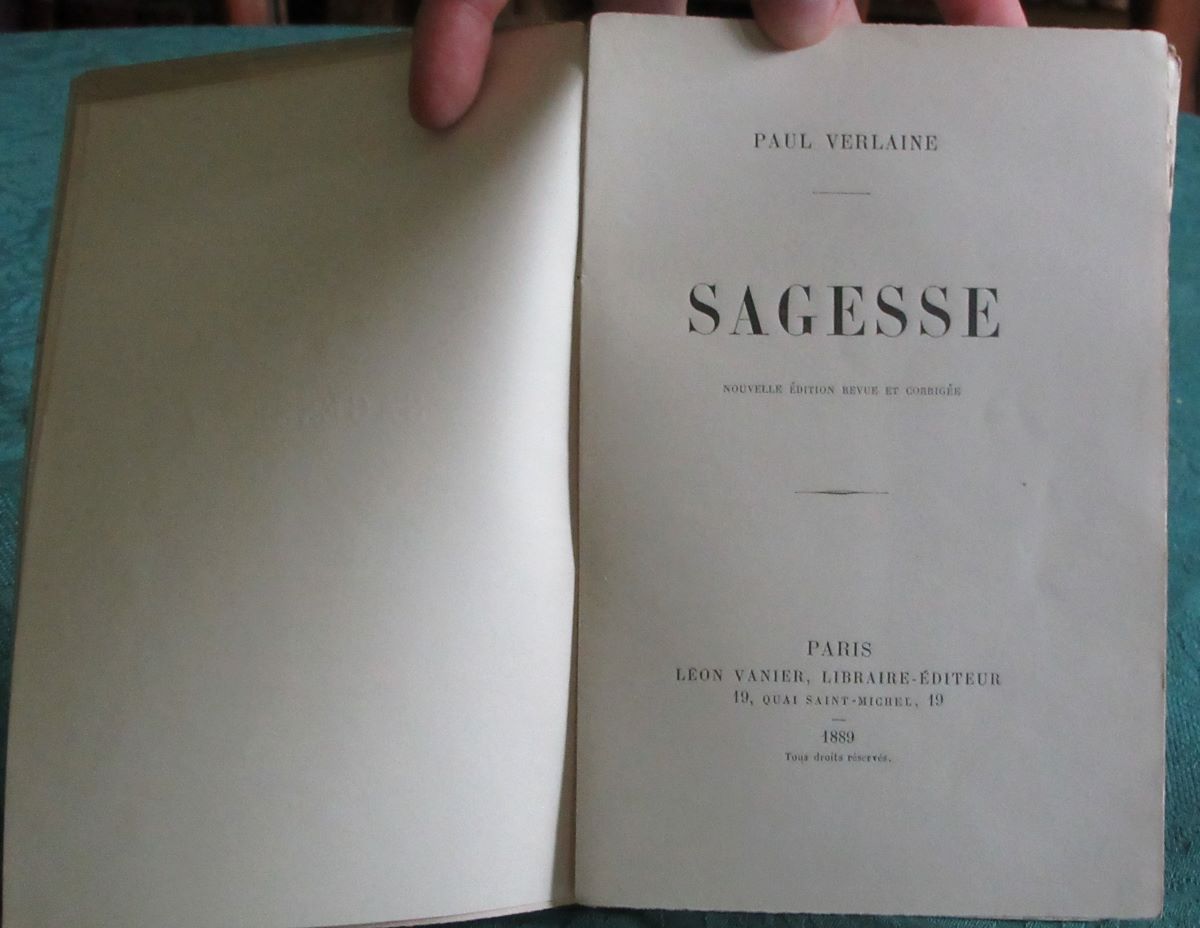 PAUL VERLAINE
SAGESSE
NOUVELLE ÉDITION REVUE ET CORRIGÉE
PARIS
LÉON VANIER, LIBRAIRE-ÉDITEUR
19, QUAI SAINT-MICHEL, 19
1889
Tous droits réservés.